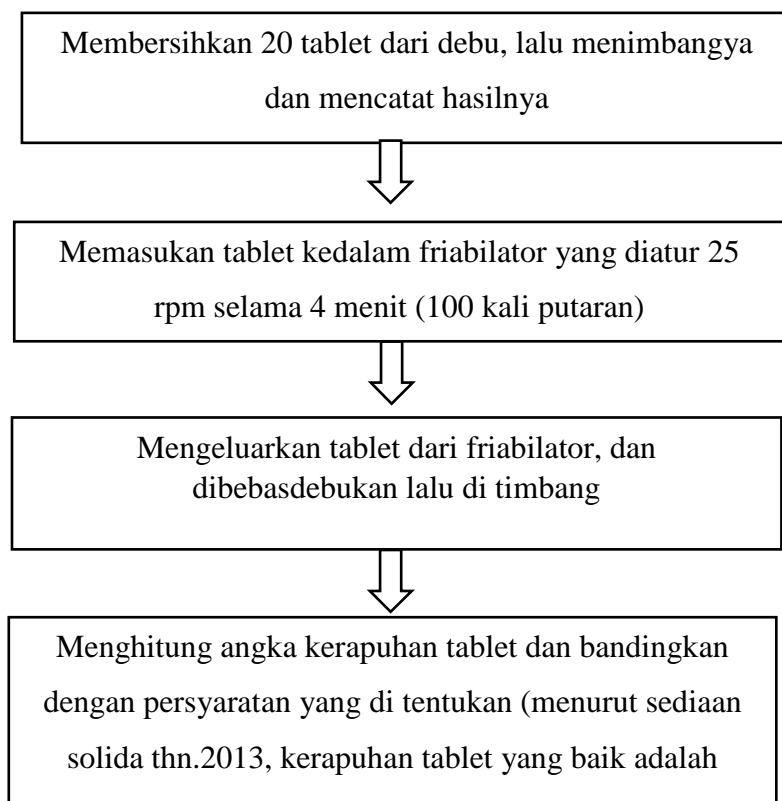 Membersihkan 20 tablet dari debu, lalu menimbangya
dan mencatat hasilnya
Memasukan tablet kedalam friabilator yang diatur 25
rpm selama 4 menit (100 kali putaran)
Mengeluarkan tablet dari friabilator, dan
dibebasdebukan lalu di timbang
Menghitung angka kerapuhan tablet dan bandingkan
dengan persyaratan yang di tentukan (menurut sediaan
solida thn.2013, kerapuhan tablet yang baik adalah